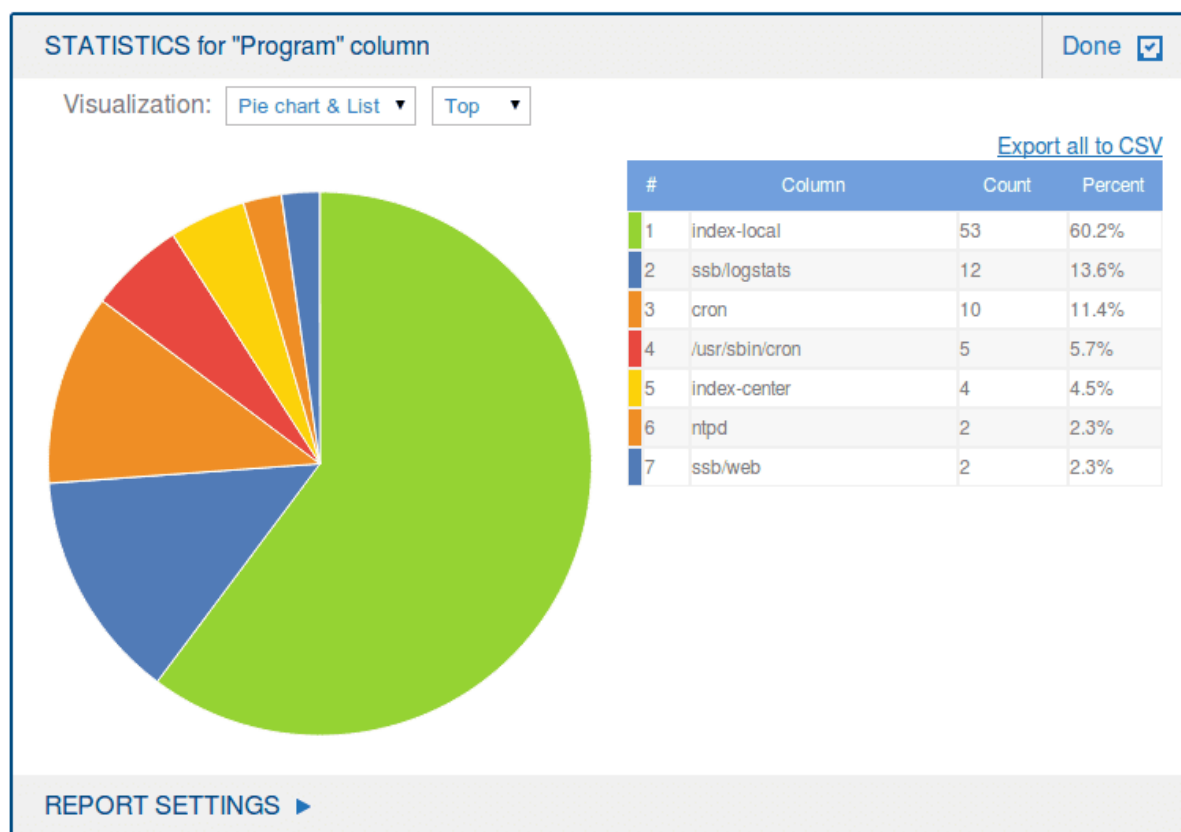 STATISTICS for "Program" column
Done
Visualization: Pie chart & List Top
Export all to CSV
# Column Count Percent
1 index-local 53 60.2%
2 ssb/logstats 12 13.6%
3 cron 10 11.4%
4 /usr/sbin/cron 5 5.7%
5 index-center 4 4.5%
6 ntpd 2 2.3%
7 ssb/web 2 2.3%
REPORT SETTINGS